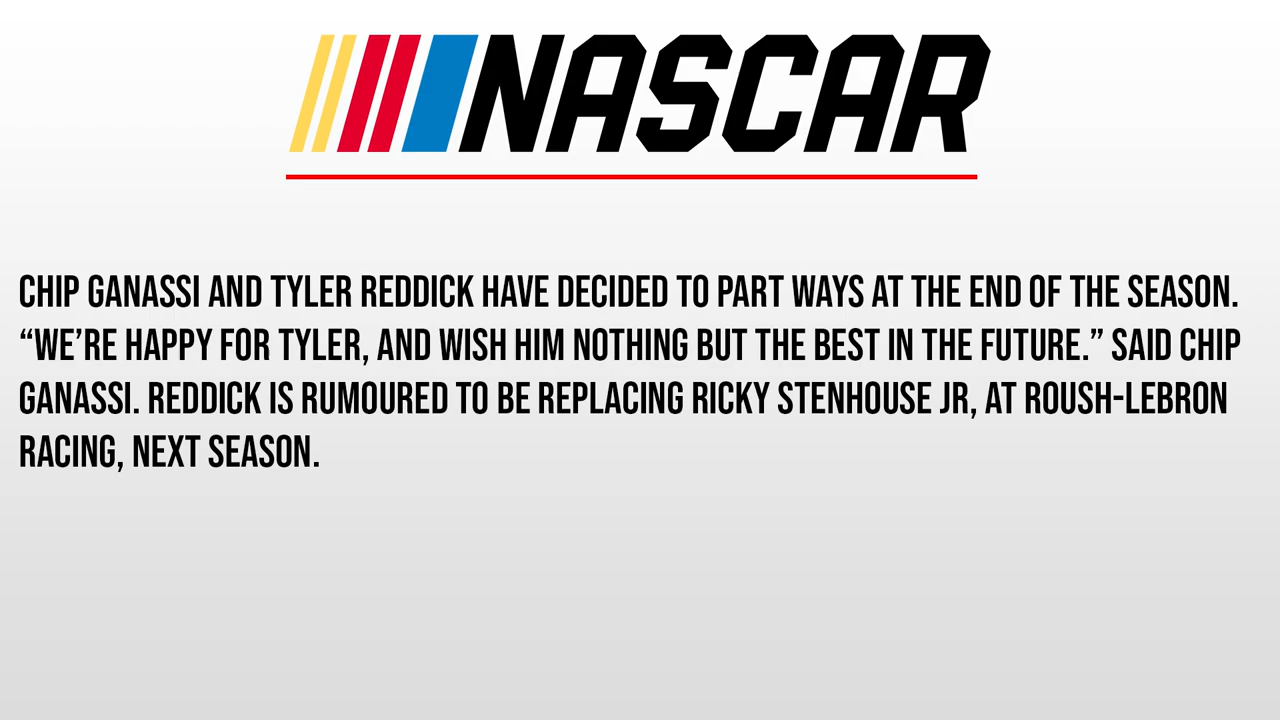 NASCAR
CHIP GANASSI AND TYLER REDDICK HAVE DECIDED TO PART WAYS AT THE END OF THE SEASON.
“WE’RE HAPPY FOR TYLER, AND WISH HIM NOTHING BUT THE BEST IN THE FUTURE.” SAID CHIP
GANASSI. REDDICK IS RUMOURED TO BE REPLACING RICKY STENHOUSE JR, AT ROUSH-LEBRON
RACING, NEXT SEASON.